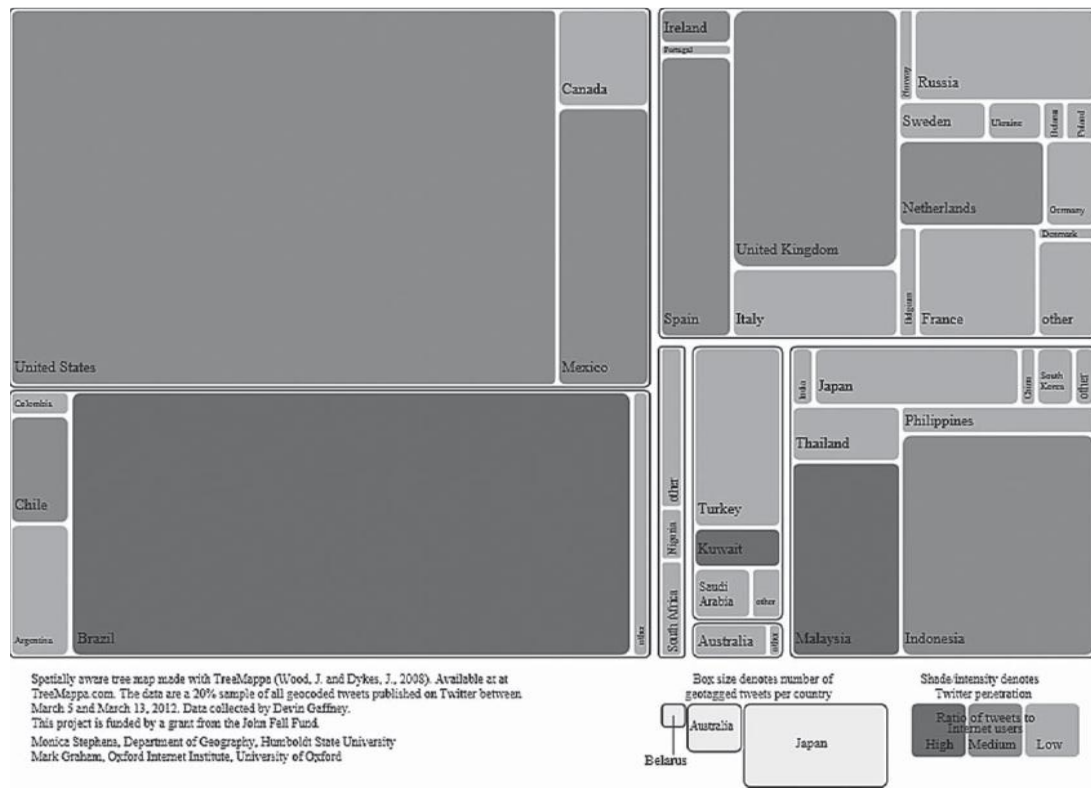 Ireland
Portugal
Canada
Norway
Russia
Sweden
Ukraine
Poland
Netherlands
Germany
United Kingdom
Denmark
United States
Mexico
Spain
Italy
Belgium
France
other
Colombia
Chile
Argentina
Brazil
other
other
Nigeria
South Africa
Turkey
Kuwait
Saudi
Arabia
other
Australia
other
India
Japan
China
South
Korea
other
Thailand
Philippines
Malaysia
Indonesia
Spatially aware tree map made with TreeMappa (Wood, J. and Dykes, J., 2008). Available at at
TreeMappa.com. The data are a 20% sample of all geocoded tweets published on Twitter between
March 5 and March 13, 2012. Data collected by Devin Gaffney.
This project is funded by a grant from the John Fell Fund.
Monica Stephens, Department of Geography, Humboldt State University
Mark Graham, Oxford Internet Institute, University of Oxford
Box size denotes number of
geotagged tweets per country
Belarus
Australia
Japan
Shade/intensity denotes
Twitter penetration
Ratio of tweets to
Internet users
High
Medium
Low